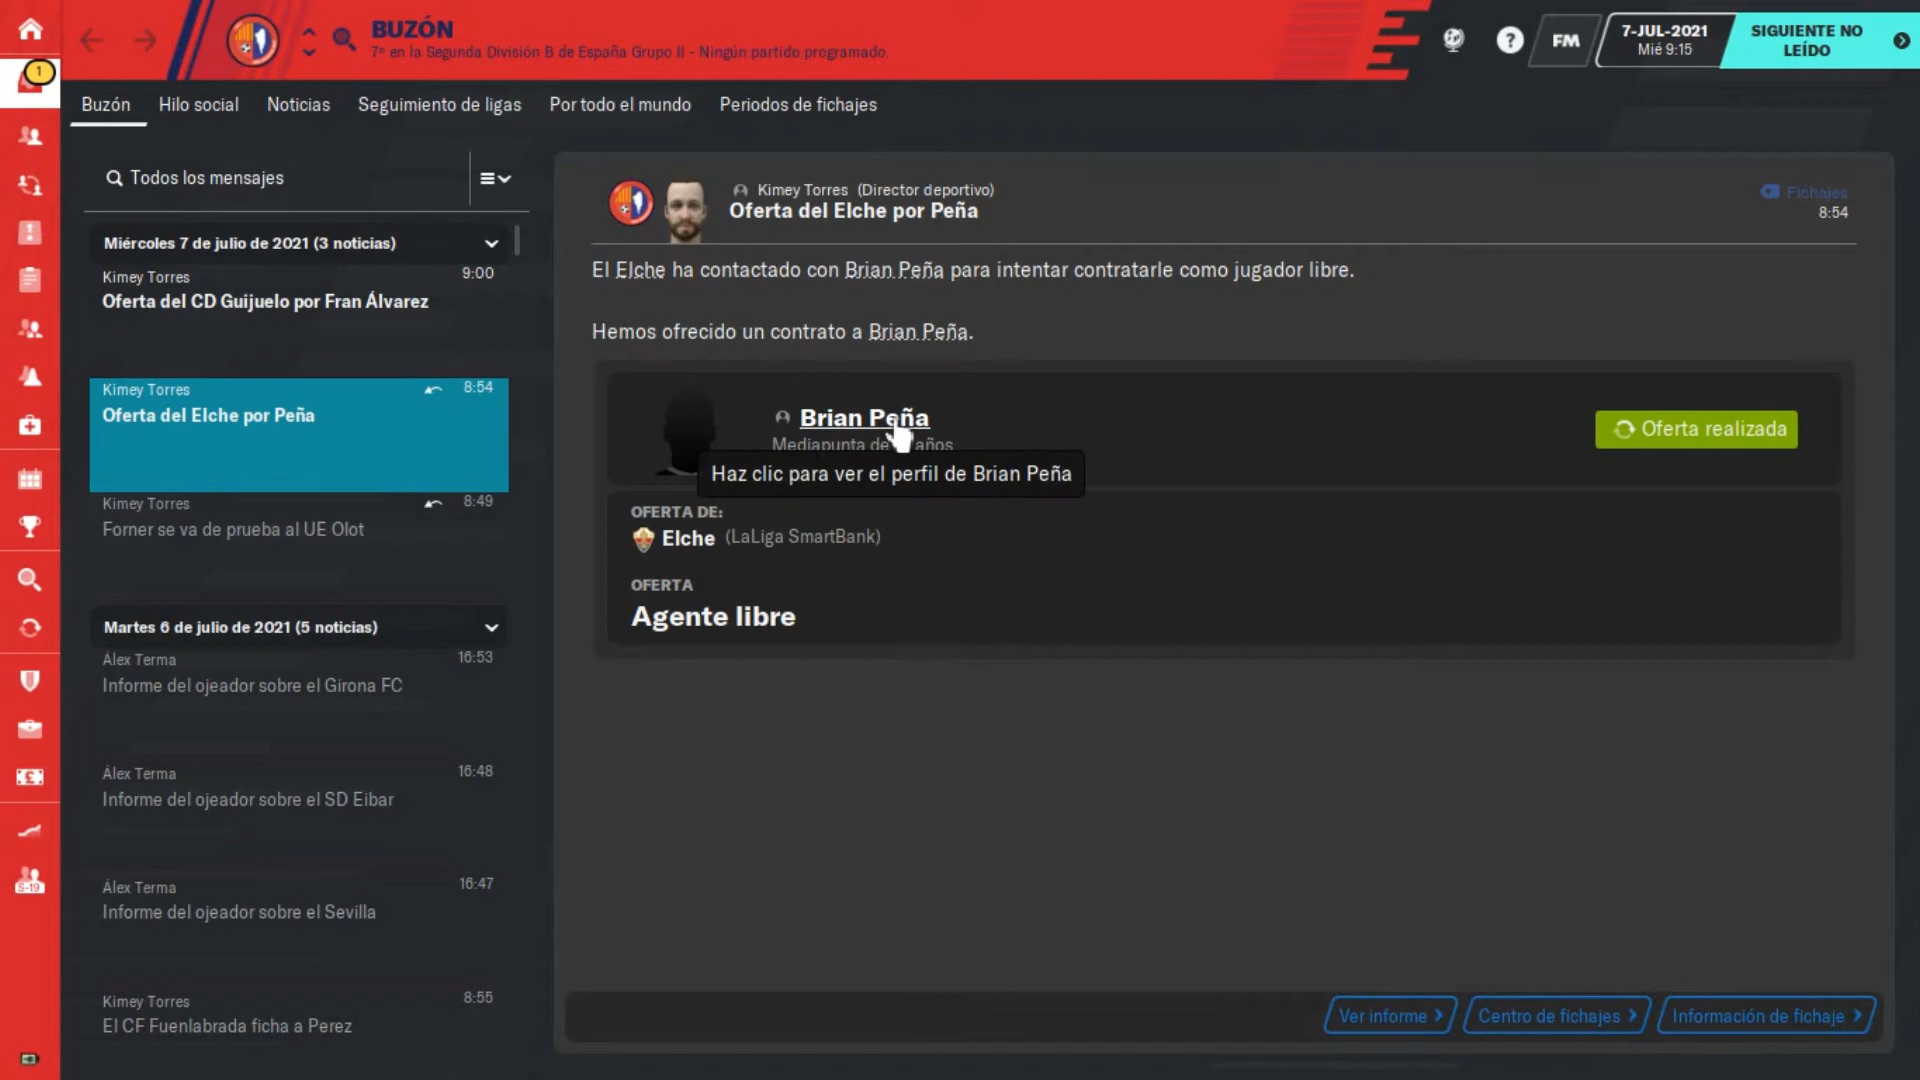 BUZÓN
7º en la Segunda División B de España Grupo II - Ningún partido programado.
FM
7-JUL-2021
Mié 9:15
SIGUIENTE NO
LEÍDO
1
Buzón
Hilo social
Noticias
Seguimiento de ligas
Por todo el mundo
Periodos de fichajes
Todos los mensajes
Miércoles 7 de julio de 2021 (3 noticias)
Kimey Torres
9:00
Oferta del CD Guijuelo por Fran Álvarez
Kimey Torres
8:54
Oferta del Elche por Peña
Kimey Torres
8:49
Forner se va de prueba al UE Olot
Martes 6 de julio de 2021 (5 noticias)
Álex Terma
16:53
Informe del ojeador sobre el Girona FC
Álex Terma
16:48
Informe del ojeador sobre el SD Eibar
Álex Terma
16:47
Informe del ojeador sobre el Sevilla
Kimey Torres
8:55
El CF Fuenlabrada ficha a Perez
S-19
Kimey Torres (Director deportivo)
Oferta del Elche por Peña
Fichajes
8:54
El Elche ha contactado con Brian Peña para intentar contratarle como jugador libre.
Hemos ofrecido un contrato a Brian Peña.
Brian Peña
Mediapunta de años
Haz clic para ver el perfil de Brian Peña
Oferta realizada
OFERTA DE:
Elche (LaLiga SmartBank)
OFERTA
Agente libre
Ver informe
Centro de fichajes
Información de fichaje